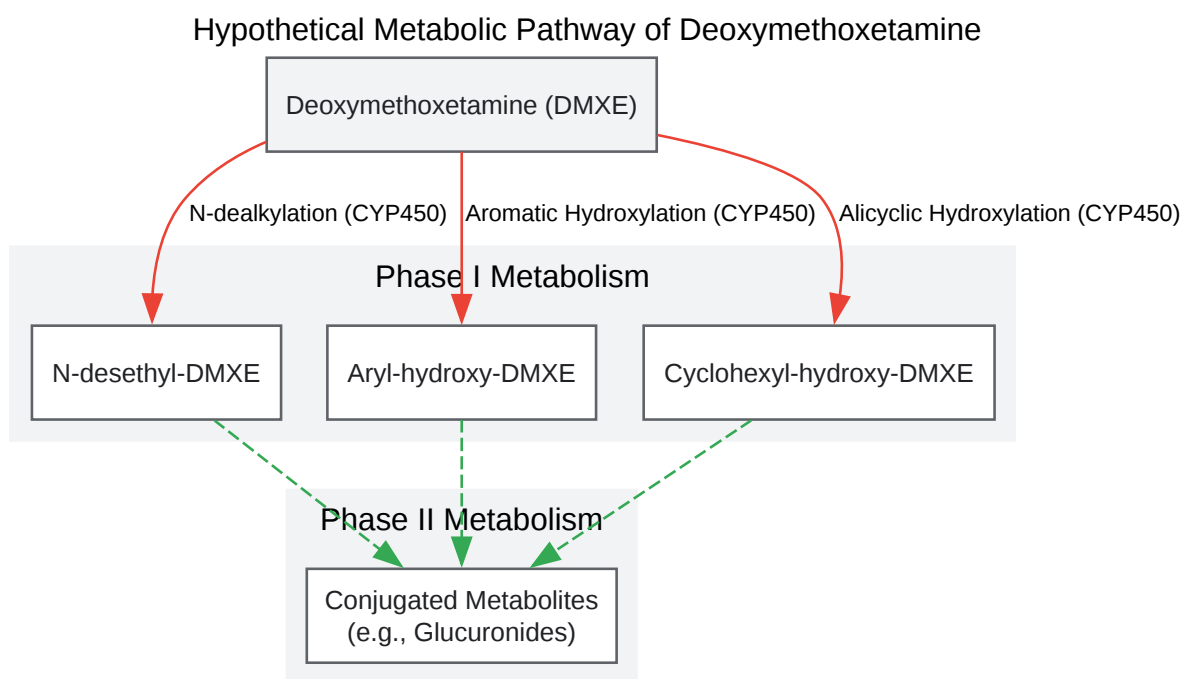 Hypothetical Metabolic Pathway of Deoxymethoxetamine
Deoxymethoxetamine (DMXE)
N-dealkylation (CYP450)
Aromatic Hydroxylation (CYP450)
Alicyclic Hydroxylation (CYP450)
Phase I Metabolism
N-desethyl-DMXE
Aryl-hydroxy-DMXE
Cyclohexyl-hydroxy-DMXE
Phase II Metabolism
Conjugated Metabolites
(e.g., Glucuronides)